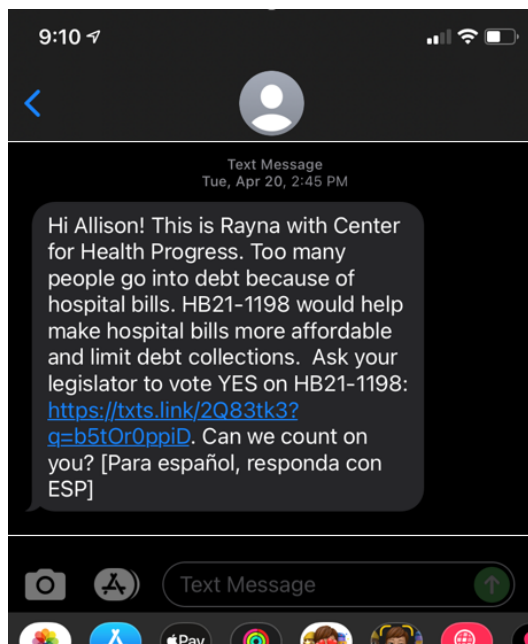 9:10
Text Message
Tue, Apr 20, 2:45 PM
Hi Allison! This is Rayna with Center
for Health Progress. Too many
people go into debt because of
hospital bills. HB21-1198 would help
make hospital bills more affordable
and limit debt collections.  Ask your
legislator to vote YES on HB21-1198:
https://txts.link/2Q83tk3?
q=b5tOr0ppiD. Can we count on
you? [Para español, responda con
ESP]
Text Message
Pay